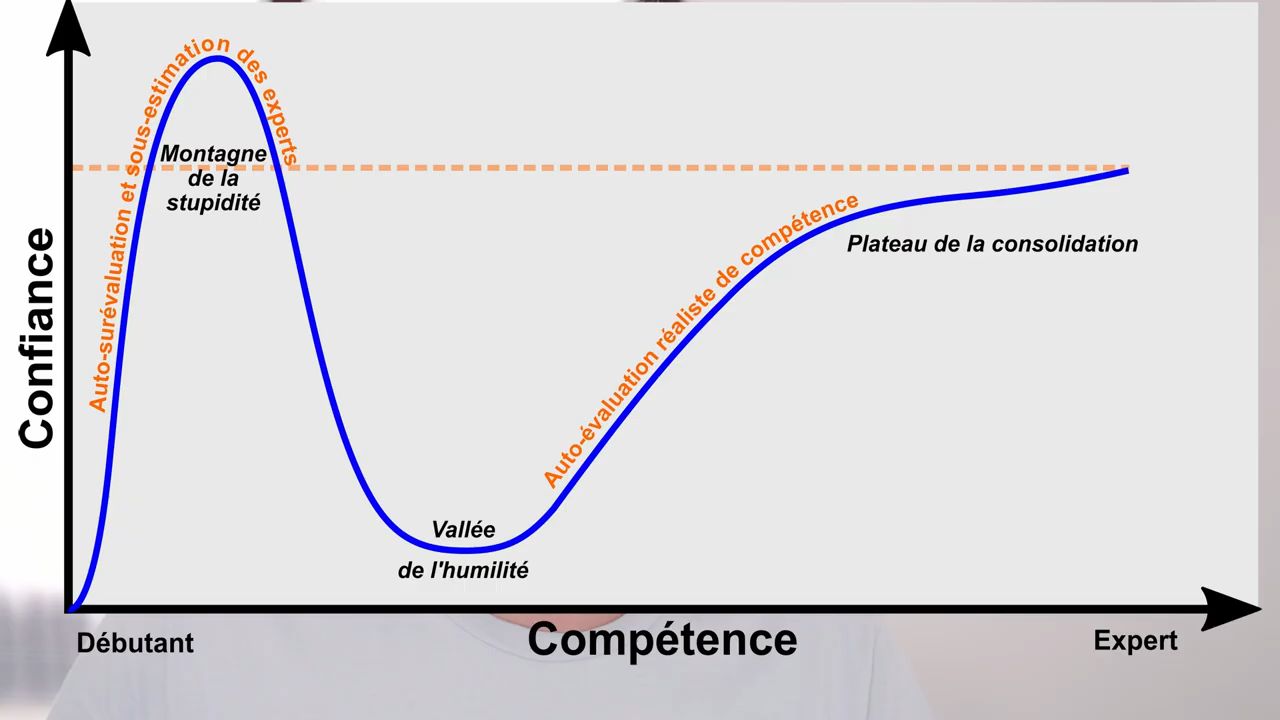 Auto-surévaluation et sous-estimation des experts
Montagne
de la
stupidité
Auto-évaluation réaliste de compétence
Plateau de la consolidation
Confiance
Vallée
de l'humilité
Débutant
Compétence
Expert